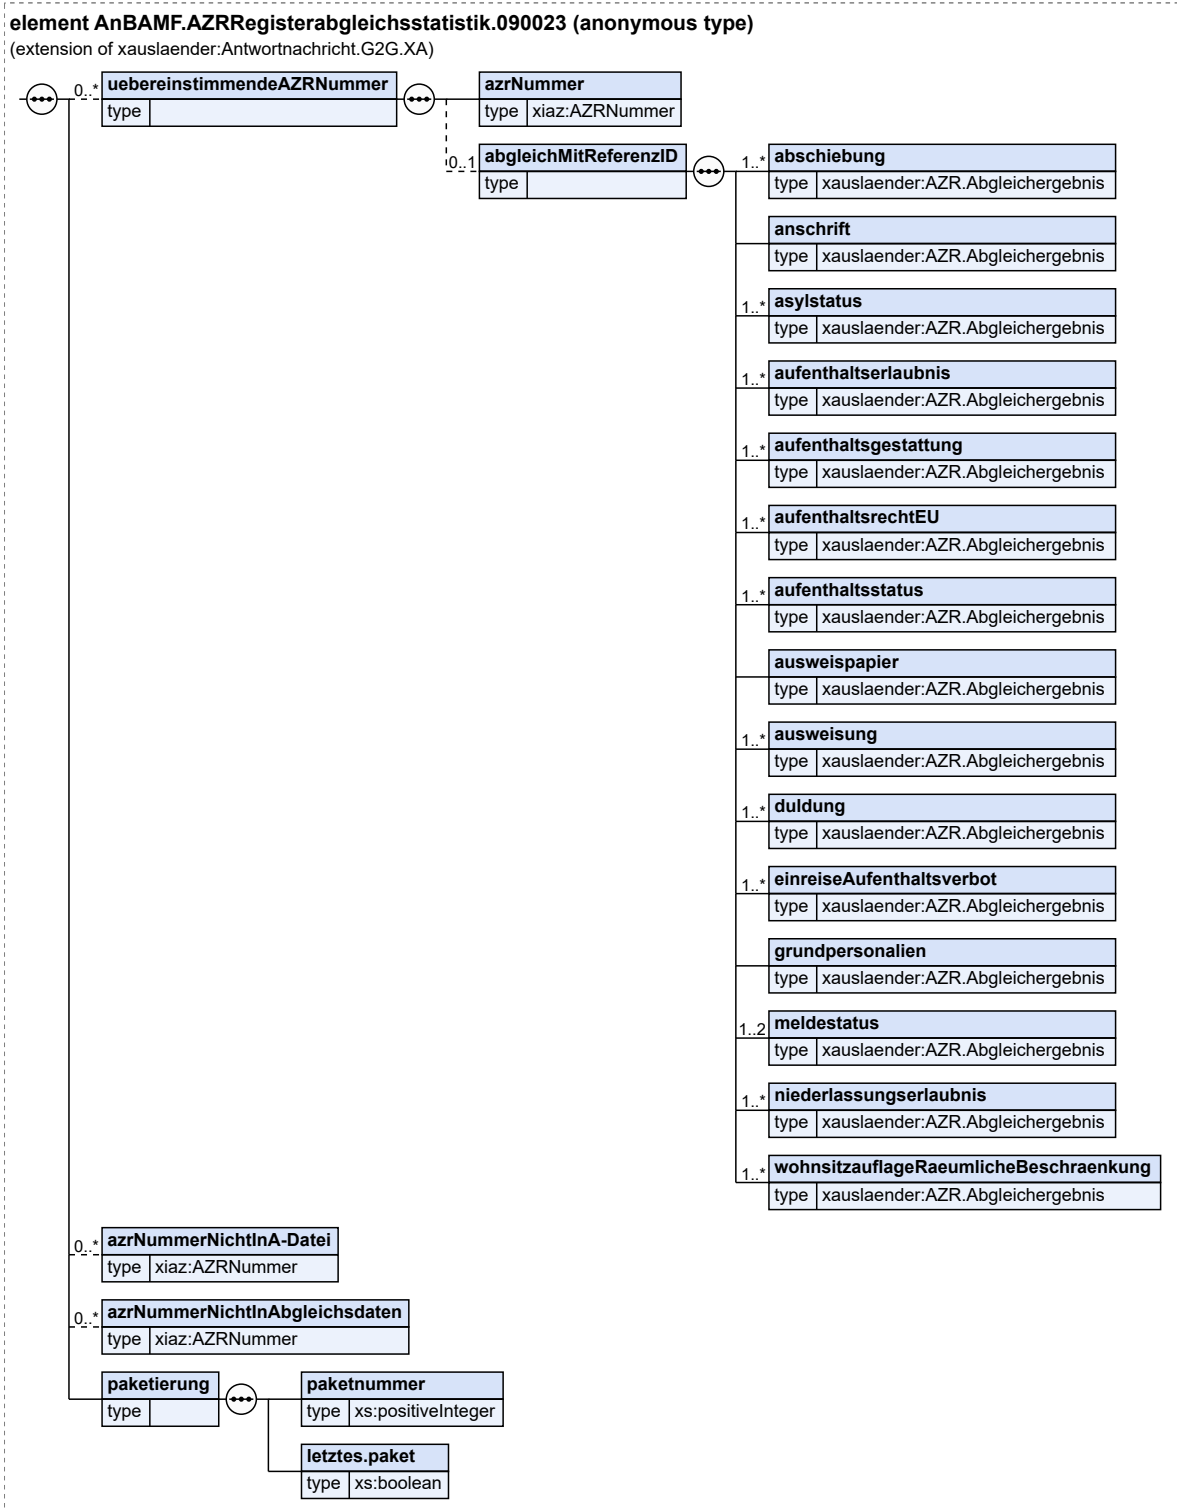 element AnBAMF.AZRRegisterabgleichsstatistik.090023 (anonymous type)
(extension of xauslaender:Antwortnachricht.G2G.XA)
0..* uebereinstimmendeAZRNummer
type
azrNummer
type xiaz:AZRNummer
0..1 abgleichMitReferenzID
type
1..* abschiebung
type xauslaender:AZR.Abgleichergebnis
anschrift
type xauslaender:AZR.Abgleichergebnis
1..* asylstatus
type xauslaender:AZR.Abgleichergebnis
1..* aufenthaltserlaubnis
type xauslaender:AZR.Abgleichergebnis
1..* aufenthaltsgestattung
type xauslaender:AZR.Abgleichergebnis
1..* aufenthaltsrechtEU
type xauslaender:AZR.Abgleichergebnis
1..* aufenthaltsstatus
type xauslaender:AZR.Abgleichergebnis
ausweispapier
type xauslaender:AZR.Abgleichergebnis
1..* ausweisung
type xauslaender:AZR.Abgleichergebnis
1..* duldung
type xauslaender:AZR.Abgleichergebnis
1..* einreiseAufenthaltsverbot
type xauslaender:AZR.Abgleichergebnis
grundpersonalien
type xauslaender:AZR.Abgleichergebnis
1..2 meldestatus
type xauslaender:AZR.Abgleichergebnis
1..* niederlassungserlaubnis
type xauslaender:AZR.Abgleichergebnis
1..* wohnsitzauflageRaeumlicheBeschraenkung
type xauslaender:AZR.Abgleichergebnis
0..* azrNummerNichtInA-Datei
type xiaz:AZRNummer
0..* azrNummerNichtInAbgleichsdaten
type xiaz:AZRNummer
paketierung
type
paketnummer
type xs:positiveInteger
letztes.paket
type xs:boolean